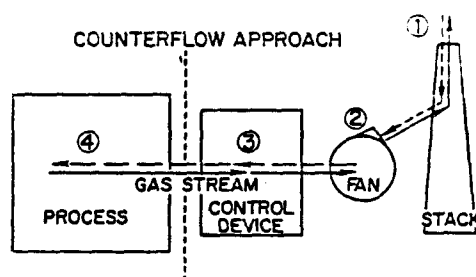 COUNTERFLOW APPROACH
①
②
④
③
GAS STREAM
FAN
PROCESS
CONTROL
DEVICE
STACK